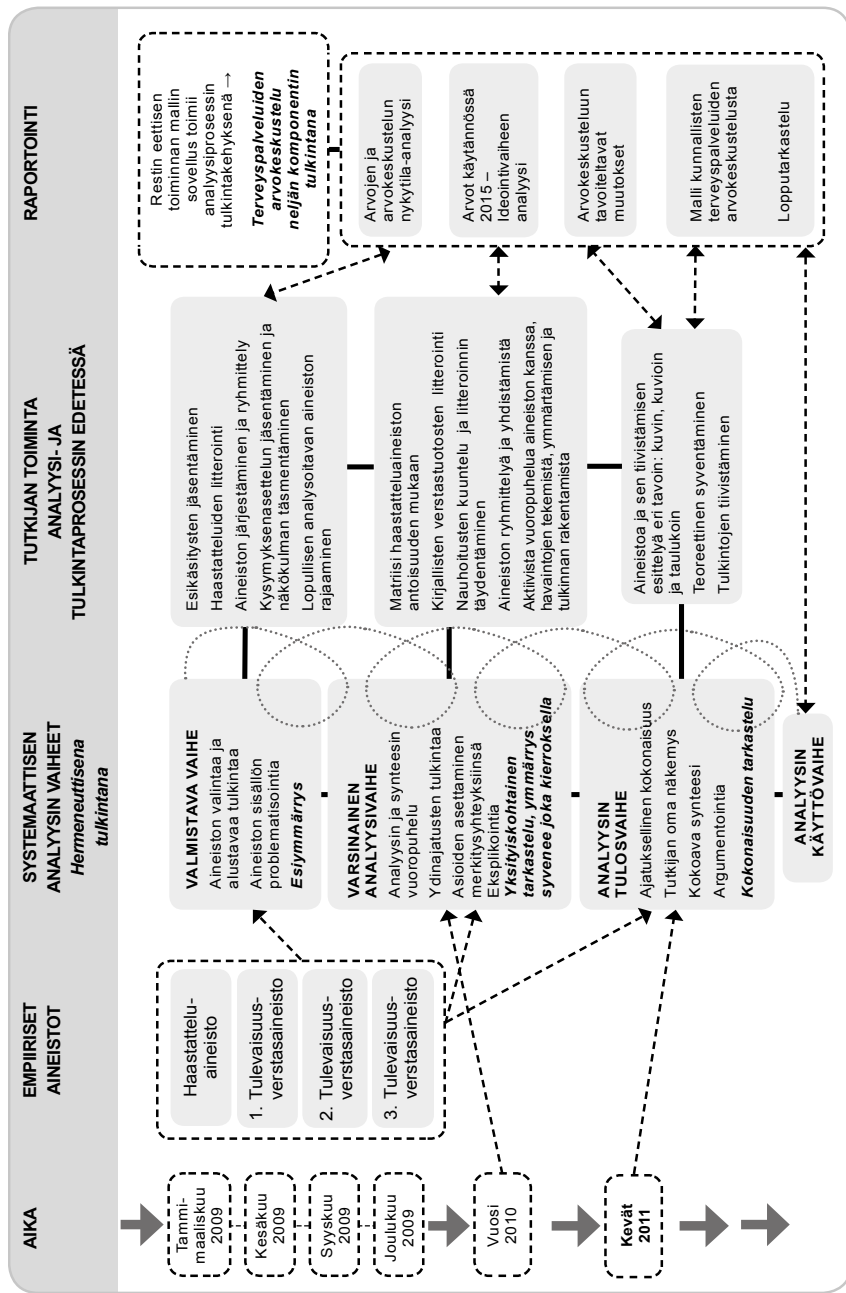 AIKA
Tammi-
maaliskuu
2009
Kesäkuu
2009
Syyskuu
2009
Joulukuu
2009
Vuosi
2010
Kevät
2011
EMPIIRISET
AINEISTOT
Haastattelu-
aineisto
1. Tulevaisuus-
verstasaineisto
2. Tulevaisuus-
verstasaineisto
3. Tulevaisuus-
verstasaineisto
SYSTEMAATTISEN
ANALYYSIN VAIHEET
Hermeneuttisena
tulkintana
VALMISTAVA VAIHE
Aineiston valintaa ja
alustavaa tulkintaa
Aineiston sisällön
problematisointia
Esiymmärrys
VARSINAINEN
ANALYYSIVAIHE
Analyysin ja synteesin
vuoropuhelu
Ydinajatusten tulkintaa
Asioiden asettaminen
merkitysyhteyksiinsä
Eksplikointia
Yksityiskohtainen
tarkastelu, ymmärrys
syvenee joka kierroksella
ANALYYSIN
TULOSVAIHE
Ajatuksellinen kokonaisuus
Tutkijan oma näkemys
Kokoava synteesi
Argumentointia
Kokonaisuuden tarkastelu
ANALYYSIN
KÄYTTÖVAIHE
TUTKIJAN TOIMINTA
ANALYYSI- JA
TULKINTAPROSESSIN EDETESSÄ
Esikäsitysten jäsentäminen
Haastatteluiden litterointi
Aineiston järjestäminen ja ryhmittely
Kysymyksenasettelun jäsentäminen ja
näkökulman täsmentäminen
Lopullisen analysoitavan aineiston
rajaaminen
Matriisi haastatteluaineiston
antoisuuden mukaan
Kirjallisten verstastuotosten litterointi
Nauhoitusten kuuntelu ja litteroinnin
täydentäminen
Aineiston ryhmittelyä ja yhdistämistä
Aktiivista vuoropuhelua aineiston kanssa,
havaintojen tekemistä, ymmärtämisen ja
tulkinnan rakentamista
Aineistoa ja sen tiivistämisen
esittelyä eri tavoin: kuvin, kuvioin
ja taulukoin
Teoreettinen syventäminen
Tulkintojen tiivistäminen
RAPORTOINTI
Restin eettisen
toiminnan mallin
sovellus toimii
analyysiprosessin
tulkintakehyksenä →
Terveyspalveluiden
arvokeskustelu
neljän komponentin
tulkintana
Arvojen ja
arvokeskustelun
nykytila-analyysi
Arvot käytännössä
2015 –
Ideointivaiheen
analyysi
Arvokeskusteluun
tavoiteltavat
muutokset
Malli kunnallisten
terveyspalveluiden
arvokeskustelusta
Lopputarkastelu